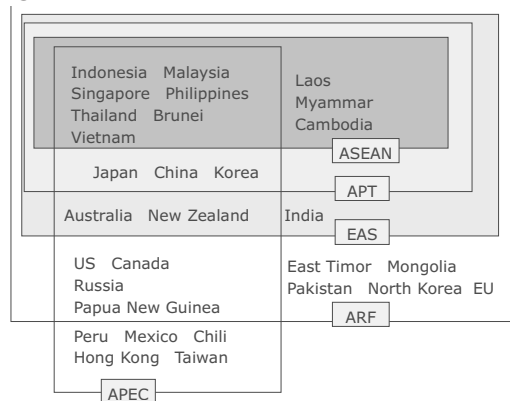 Indonesia Malaysia
Singapore Philippines
Thailand Brunei
Vietnam
Laos
Myammar
Cambodia
ASEAN
Japan China Korea
APT
Australia New Zealand India
EAS
US Canada
Russia
Papua New Guinea
East Timor Mongolia
Pakistan North Korea EU
ARF
Peru Mexico Chili
Hong Kong Taiwan
APEC